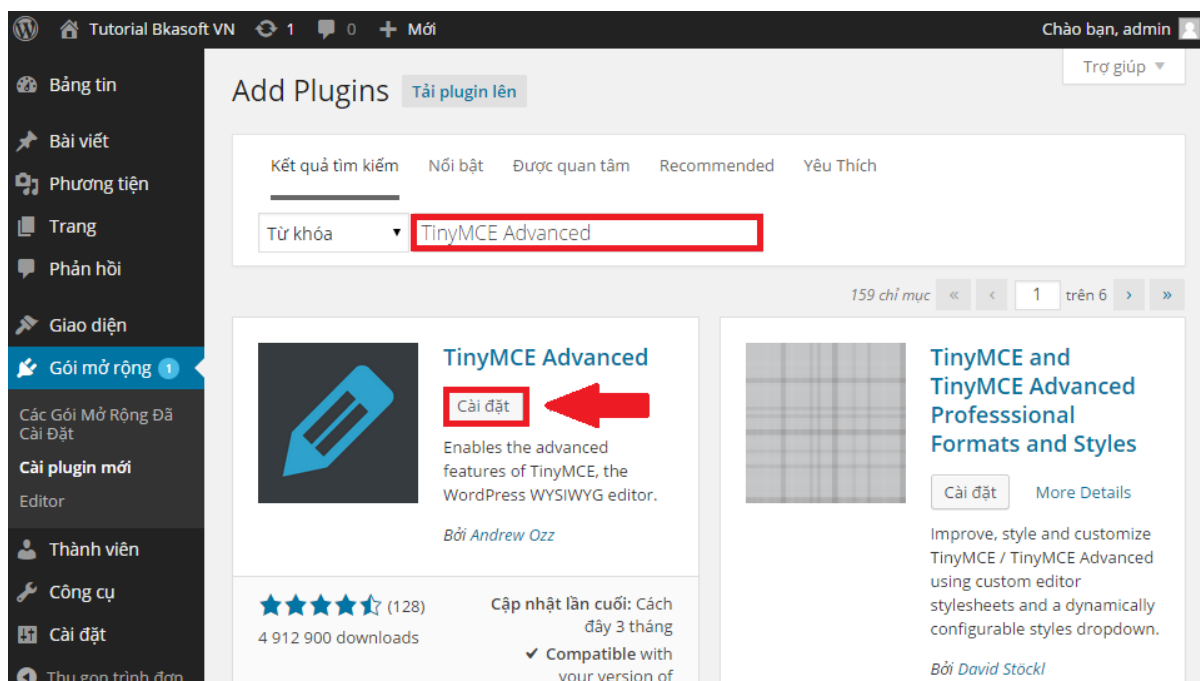 Tutorial Bkasoft VN 1 0 + Mới Chào bạn, admin
Trợ giúp ▼
Bảng tin
Bài viết
Phương tiện
Trang
Phản hồi
Giao diện
Gói mở rộng 1
Các Gói Mở Rộng Đã
Cài Đặt
Cài plugin mới
Editor
Thành viên
Công cụ
Cài đặt
Thu gọn trình đơn
Add Plugins Tải plugin lên
Kết quả tìm kiếm Nổi bật Được quan tâm Recommended Yêu Thích
Từ khóa ▼ TinyMCE Advanced
159 chỉ mục « ‹ 1 trên 6 › »
TinyMCE Advanced
Cài đặt
Enables the advanced
features of TinyMCE, the
WordPress WYSIWYG editor.
Bởi Andrew Ozz
(128)
4 912 900 downloads
Cập nhật lần cuối: Cách
đây 3 tháng
✔ Compatible with
your version of
TinyMCE and
TinyMCE Advanced
Professsional
Formats and Styles
Cài đặt More Details
Improve, style and customize
TinyMCE / TinyMCE Advanced
using custom editor
stylesheets and a dynamically
configurable styles dropdown.
Bởi David Stöckl